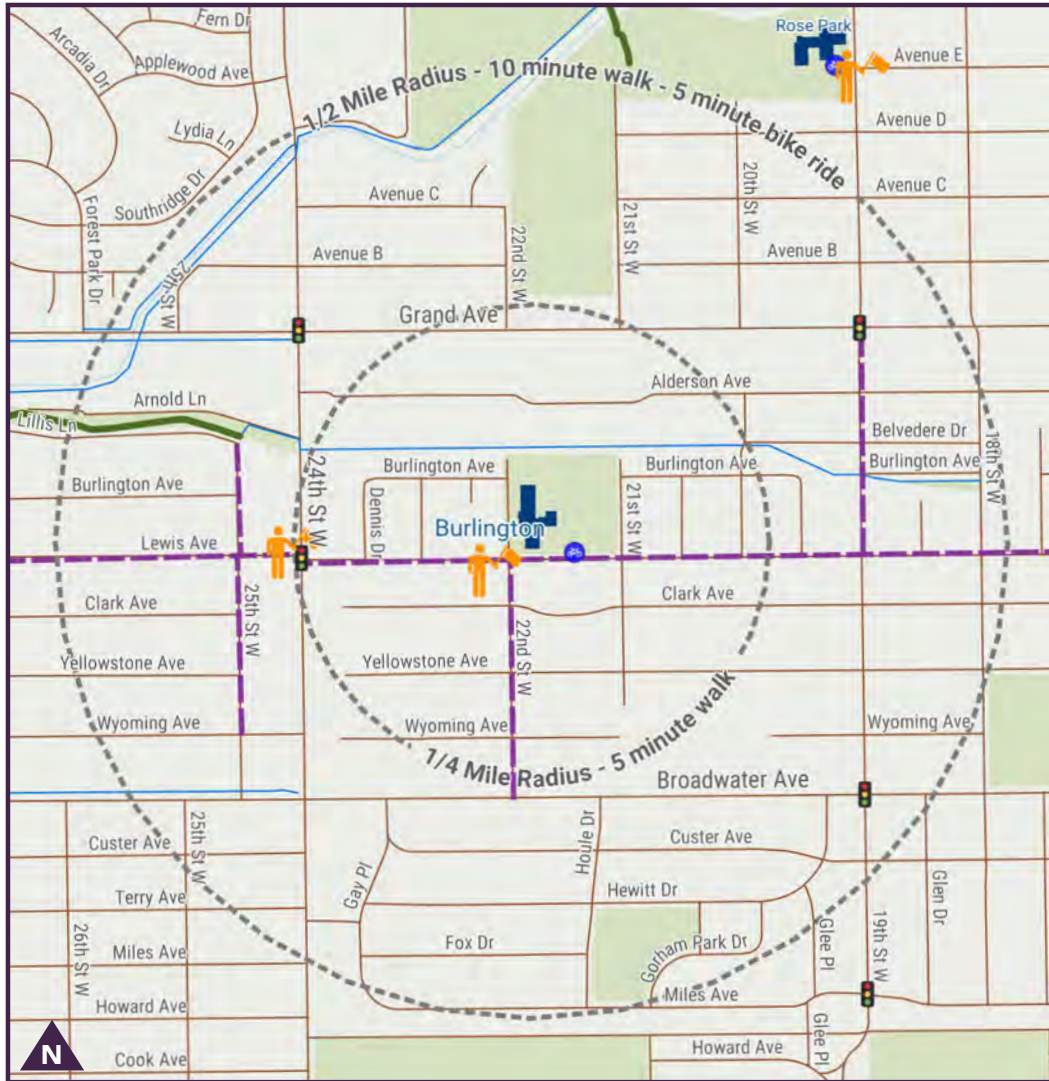 Fern Dr
Rose Park
Arcadia Dr
Applewood Ave
Avenue E
1/2 Mile Radius - 10 minute walk - 5 minute bike ride
Lydia Ln
Avenue D
Southridge Dr
Avenue C
20th St W
Avenue C
Forest Park Dr
25th St W
Avenue B
22nd St W
21st St W
Avenue B
Grand Ave
Alderson Ave
Arnold Ln
Lillis Ln
Belvedere Dr
18th St W
24th St W
Burlington Ave
Burlington Ave
Burlington Ave
Burlington Ave
Dennis Dr
Burlington
21st St W
Lewis Ave
Clark Ave
25th St W
Clark Ave
Yellowstone Ave
Yellowstone Ave
22nd St W
Wyoming Ave
Wyoming Ave
Wyoming Ave
1/4 Mile Radius - 5 minute walk
Broadwater Ave
Custer Ave
25th St W
Houle Dr
Custer Ave
Gay Pl
Hewitt Dr
Glen Dr
Terry Ave
26th St W
Miles Ave
Fox Dr
Gorham Park Dr
Glee Pl
19th St W
Howard Ave
Miles Ave
Glee Pl
N
Cook Ave
Howard Ave